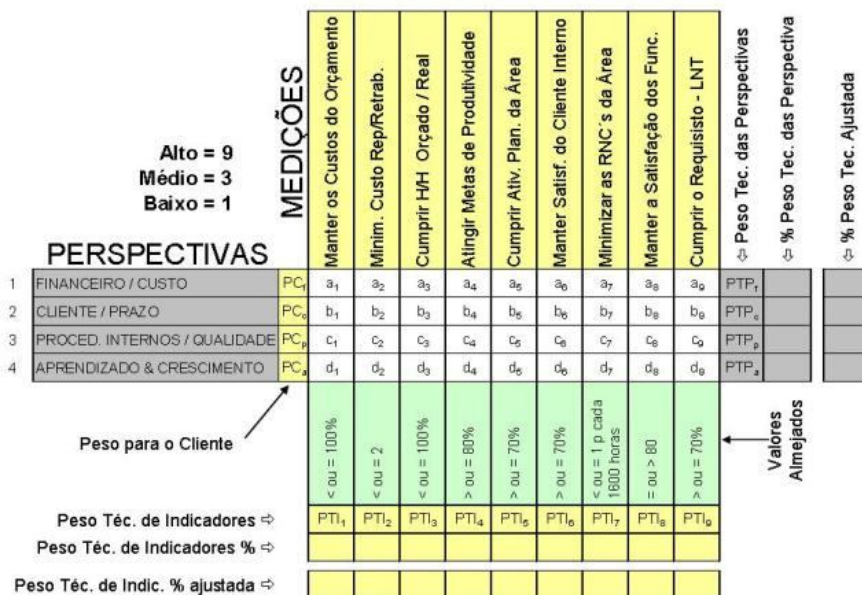 Alto = 9
Médio = 3
Baixo = 1
MEDIÇÕES
Manter os Custos do Orçamento
Minim. Custo Rep/Retrab.
Cumprir H/H Orçado / Real
Atingir Metas de Produtividade
Cumprir Ativ. Plan. da Área
Manter Satisf. do Cliente Interno
Minimizar as RNC´s da Área
Manter a Satisfação dos Func.
Cumprir o Requisisto - LNT
⇩ Peso Tec. das Perspectivas
⇩ % Peso Tec. das Perspectiva
⇩ % Peso Tec. Ajustada
PERSPECTIVAS
1 FINANCEIRO / CUSTO PCf a1 a2 a3 a4 a5 a6 a7 a8 a9 PTPf
2 CLIENTE / PRAZO PCc b1 b2 b3 b4 b5 b6 b7 b8 b9 PTPc
3 PROCED. INTERNOS / QUALIDADE PCp c1 c2 c3 c4 c5 c6 c7 c8 c9 PTPp
4 APRENDIZADO & CRESCIMENTO PCa d1 d2 d3 d4 d5 d6 d7 d8 d9 PTPa
Peso para o Cliente
< ou = 100%
< ou = 2
< ou = 100%
> ou = 80%
> ou = 70%
> ou = 70%
< ou = 1 p cada
1600 horas
= ou > 80
> ou = 70%
Valores
Almejados
Peso Téc. de Indicadores ⇨ PTI1 PTI2 PTI3 PTI4 PTI5 PTI6 PTI7 PTI8 PTI9
Peso Téc. de Indicadores % ⇨
Peso Téc. de Indic. % ajustada ⇨